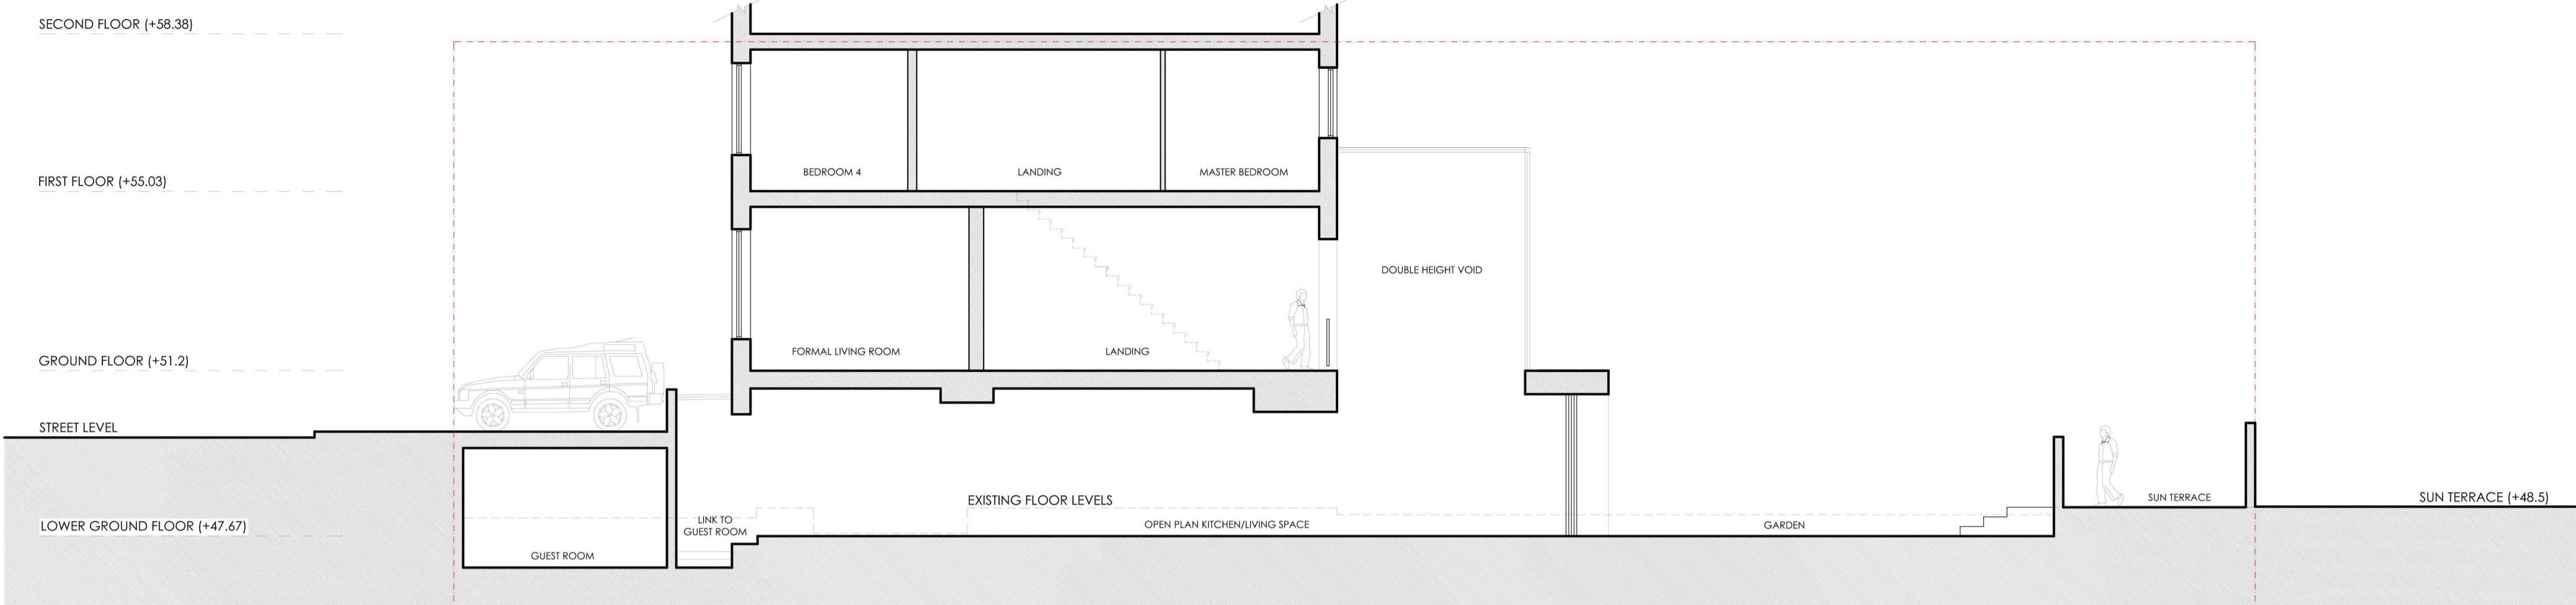 SECOND FLOOR (+58.38)
BEDROOM 4
LANDING
MASTER BEDROOM
FIRST FLOOR (+55.03)
DOUBLE HEIGHT VOID
FORMAL LIVING ROOM
LANDING
GROUND FLOOR (+51.2)
STREET LEVEL
EXISTING FLOOR LEVELS
SUN TERRACE
SUN TERRACE (+48.5)
LOWER GROUND FLOOR (+47.67)
LINK TO
GUEST ROOM
OPEN PLAN KITCHEN/LIVING SPACE
GARDEN
GUEST ROOM